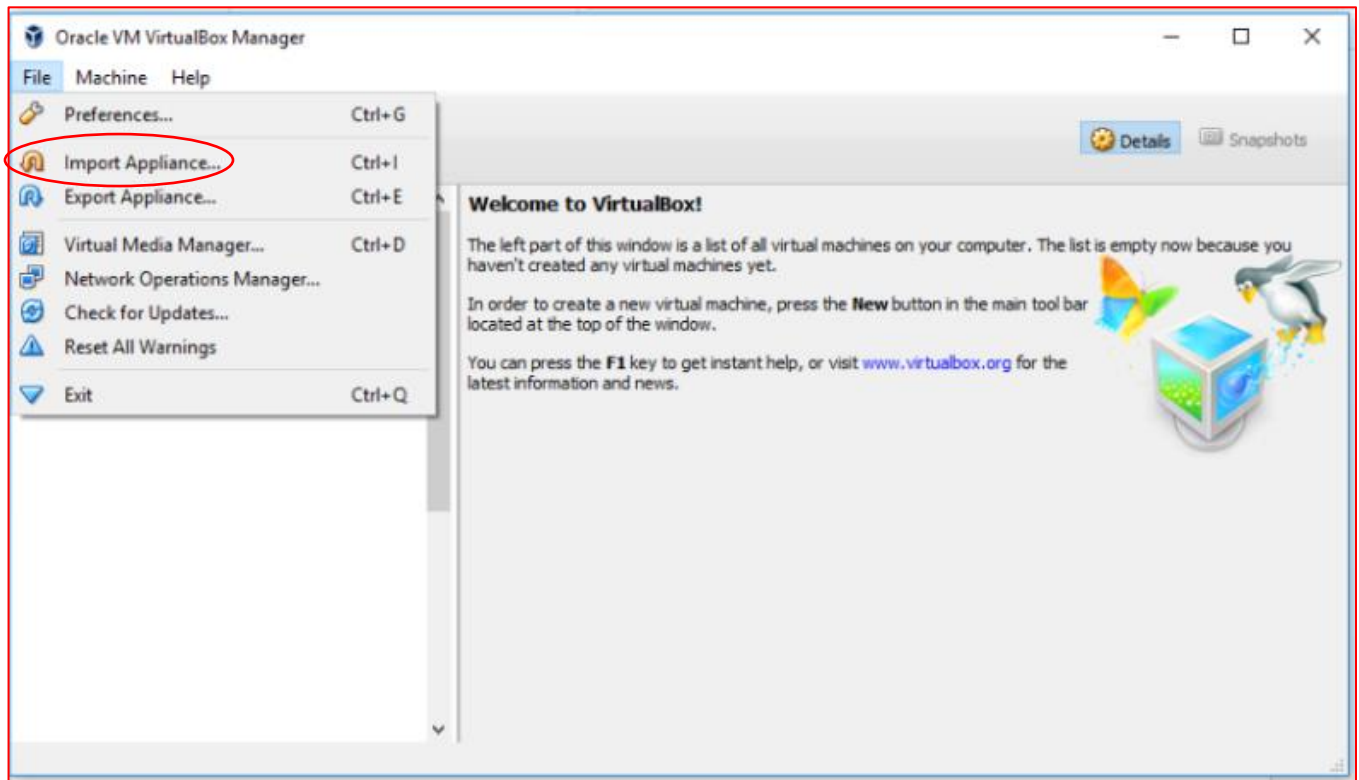 Oracle VM VirtualBox Manager
File Machine Help
Preferences... Ctrl+G
Import Appliance... Ctrl+I
Export Appliance... Ctrl+E
Virtual Media Manager... Ctrl+D
Network Operations Manager...
Check for Updates...
Reset All Warnings
Exit Ctrl+Q
Details Snapshots
Welcome to VirtualBox!
The left part of this window is a list of all virtual machines on your computer. The list is empty now because you
haven't created any virtual machines yet.
In order to create a new virtual machine, press the New button in the main tool bar
located at the top of the window.
You can press the F1 key to get instant help, or visit www.virtualbox.org for the
latest information and news.